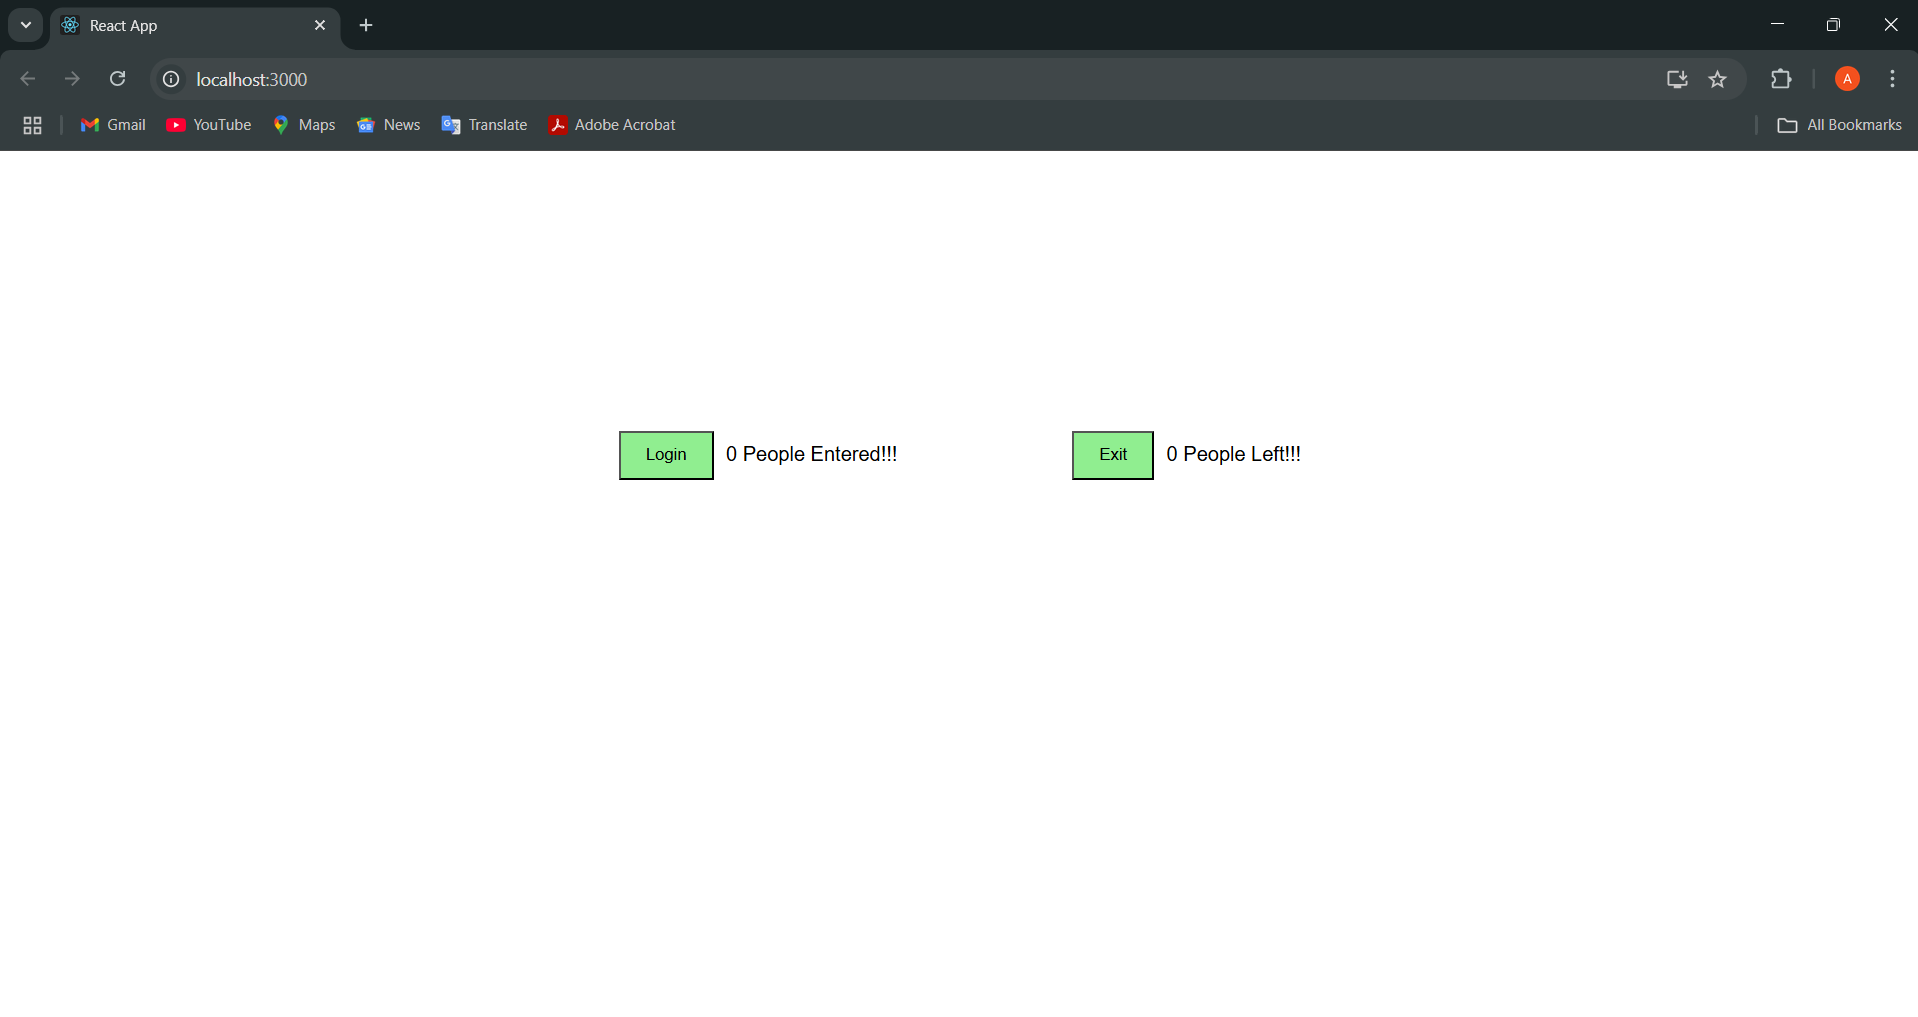 React App
localhost:3000
A
Gmail YouTube Maps News Translate Adobe Acrobat All Bookmarks
Login 0 People Entered!!! Exit 0 People Left!!!